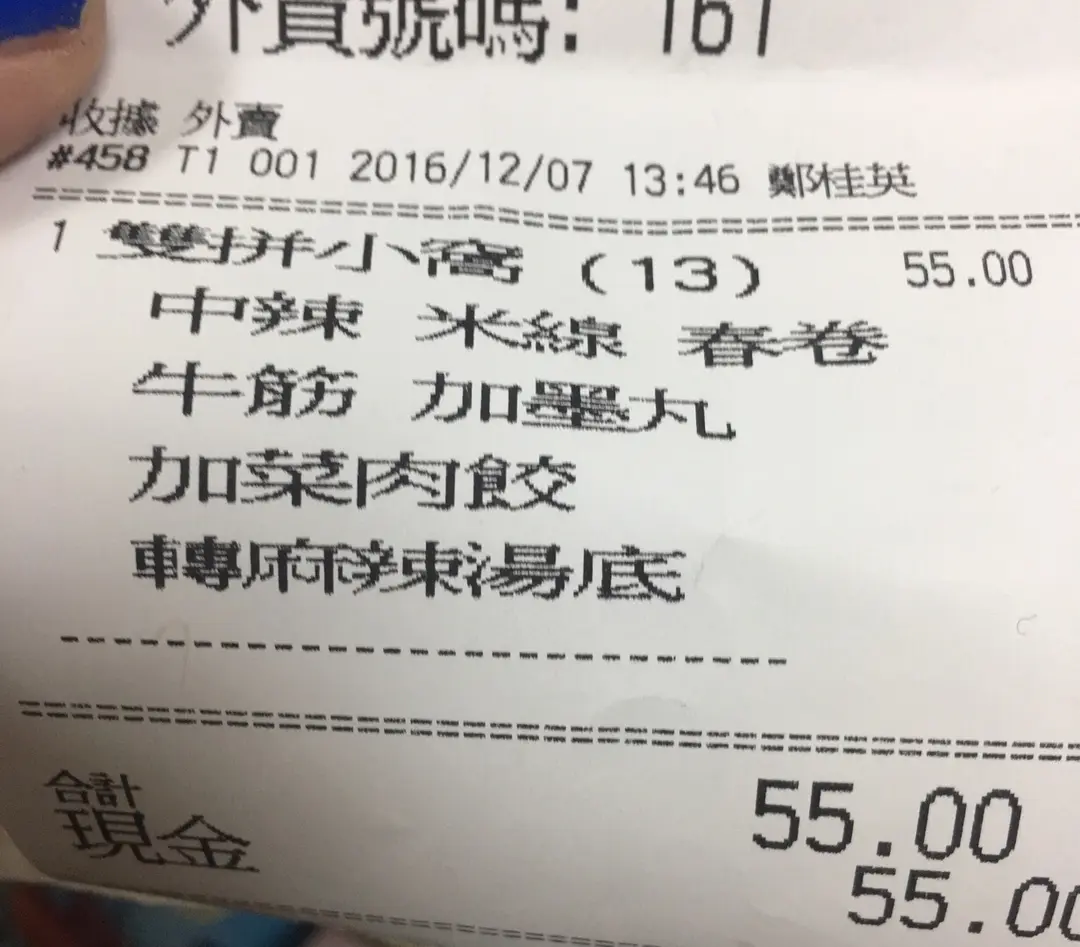 外賣號碼: 161
收據 外賣
#458 T1 001 2016/12/07 13:46 鄭桂英
1 雙拼小窩 (13) 55.00
中辣 米線 春卷
牛筋 加墨丸
加菜肉餃
轉麻辣湯底
合計 55.00
現金 55.00